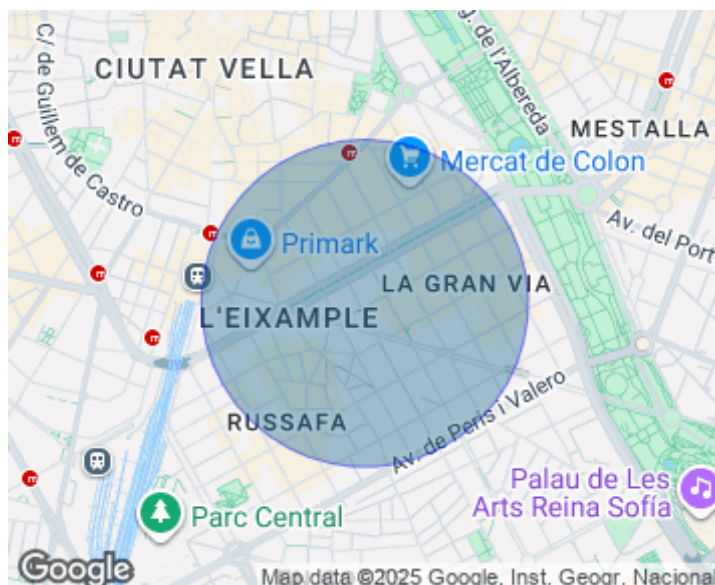 g. de l'Albereda
C/ de Guillem de Castro
CIUTAT VELLA
MESTALLA
Mercat de Colon
Primark
Av. del Port
LA GRAN VIA
L'EIXAMPLE
RUSSAFA
Av. de Peris i Valero
Palau de Les
Arts Reina Sofía
Parc Central
Google
Map data ©2025 Google, Inst. Geogr. Nacional